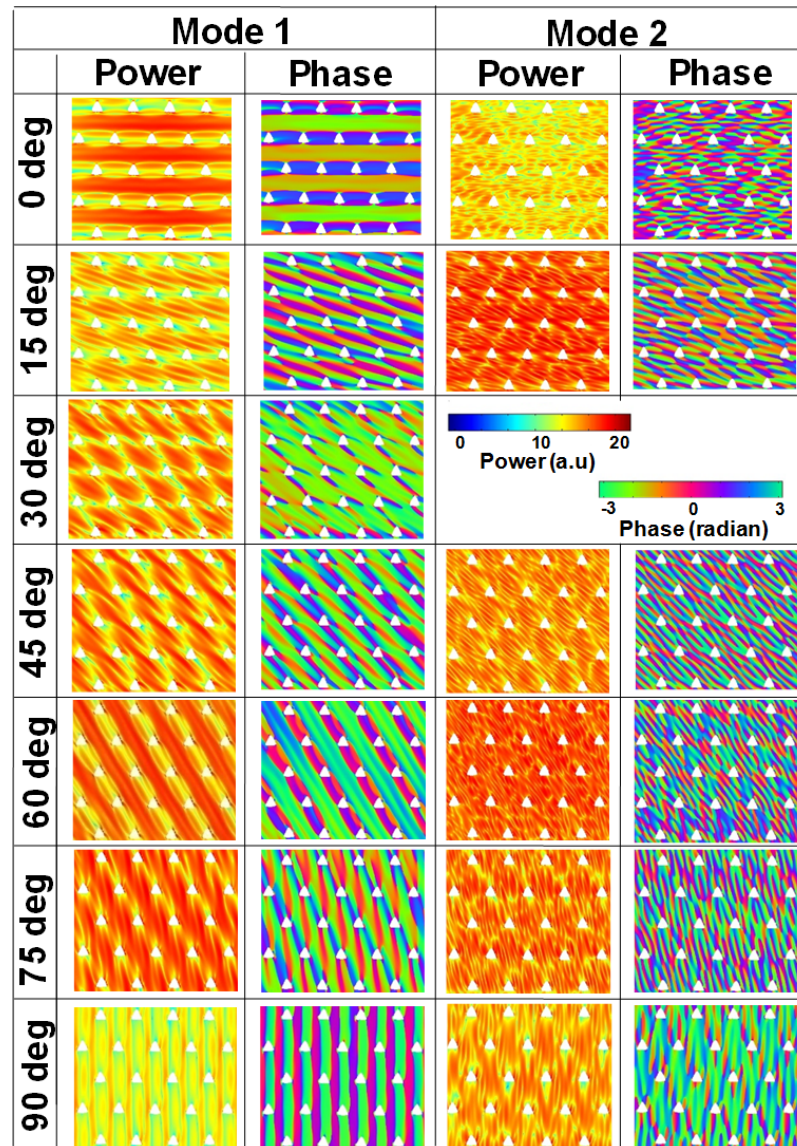 Mode 1 Mode 2
Power Phase Power Phase
0 deg
15 deg
30 deg
0 10 20
Power (a.u)
-3 0 3
Phase (radian)
45 deg
60 deg
75 deg
90 deg